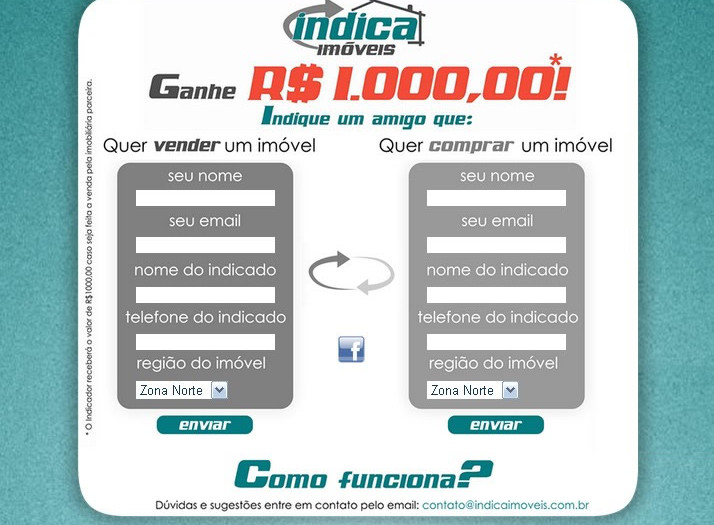 indica
imóveis
Ganhe R$ 1.000,00*!
Indique um amigo que:
Quer vender um imóvel
seu nome
seu email
nome do indicado
telefone do indicado
região do imóvel
Zona Norte
enviar
Quer comprar um imóvel
seu nome
seu email
nome do indicado
telefone do indicado
região do imóvel
Zona Norte
enviar
f
* O Indicador receberá o valor de R$1000,00 caso seja feita a venda pela imobiliária parceira.
Como funciona?
Dúvidas e sugestões entre em contato pelo email: contato@indicaimoveis.com.br